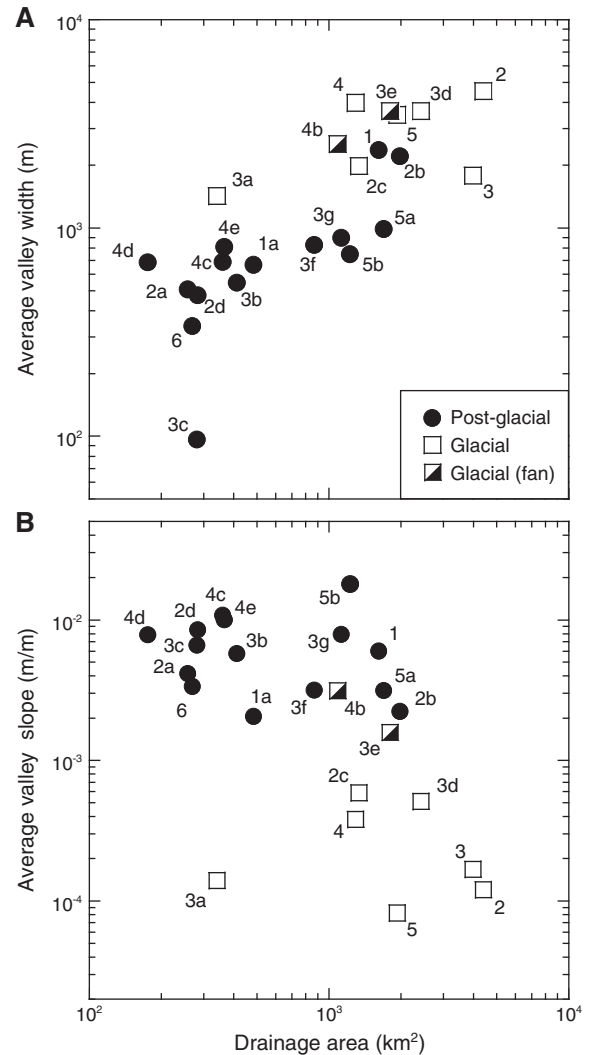 A
10⁴
10³
10²
Average valley width (m)
4
2
3e
3d
4b
1
5
2c
2b
3
3a
4e
3g
5a
4d
4c
1a
3f
5b
2a
2d
3b
6
3c
Post-glacial
Glacial
Glacial (fan)
B
10⁻²
10⁻³
10⁻⁴
Average valley slope (m/m)
4c
5b
4d
2d
4e
3g
1
3c
3b
2a
5a
6
1a
3f
4b
2b
3e
2c
3d
4
3
3a
2
5
10²
10³
10⁴
Drainage area (km²)